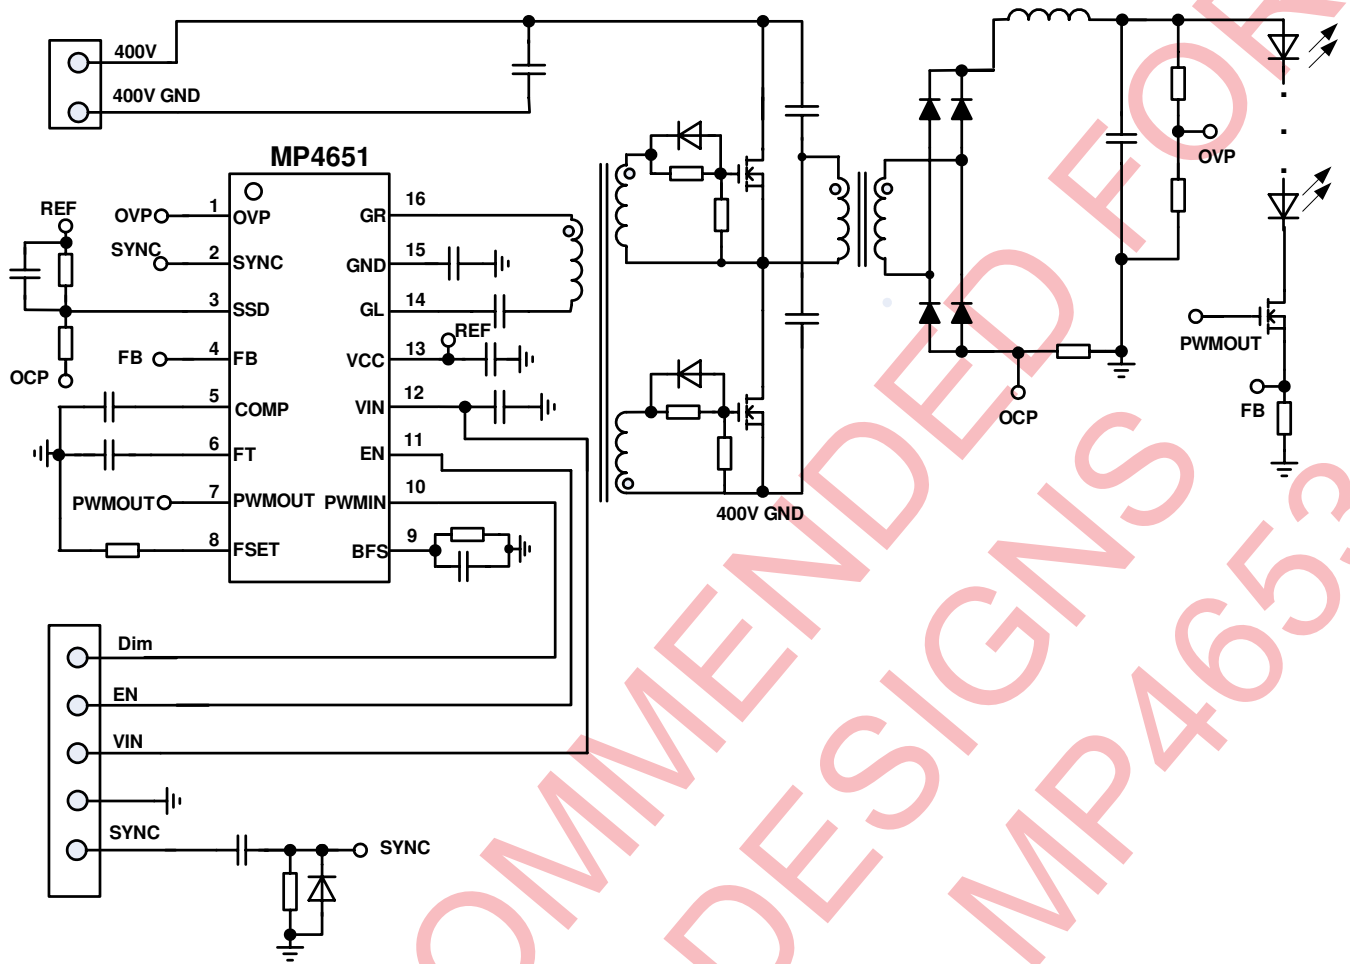 400V
400V GND
MP4651
REF
OVP
1
OVP
GR
16
SYNC
2
SYNC
GND
15
3
SSD
GL
14
REF
FB
4
FB
VCC
13
OCP
5
COMP
VIN
12
6
FT
EN
11
PWMOUT
7
PWMOUT
PWMIN
10
8
FSET
BFS
9
400V GND
OVP
PWMOUT
OCP
FB
Dim
EN
VIN
SYNC
SYNC
OMMENDED FOR
DESIGNS
MP4653